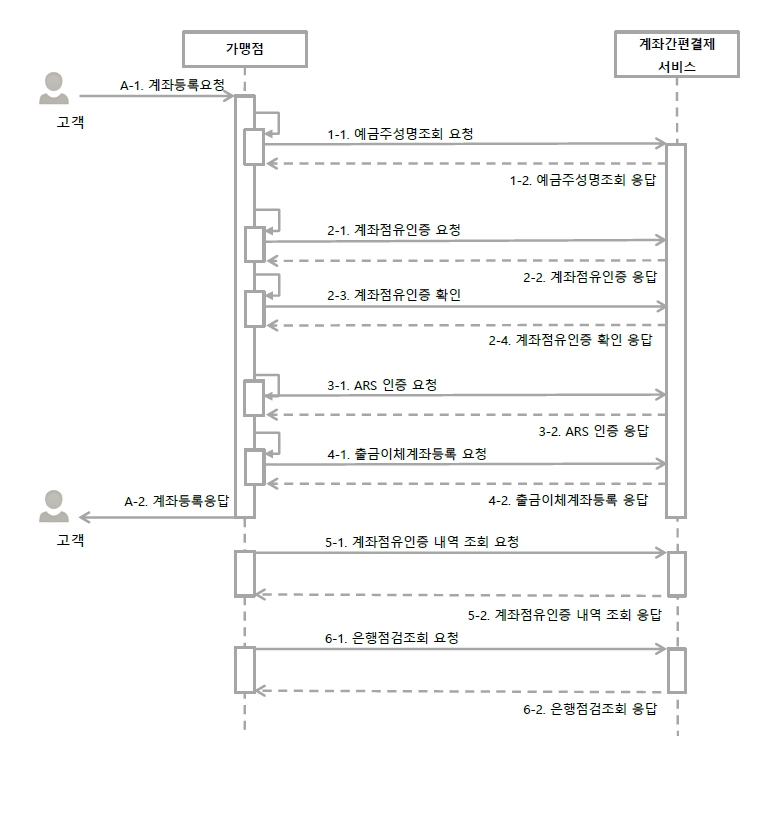 가맹점
계좌간편결제
서비스
A-1. 계좌등록요청
고객
1-1. 예금주성명조회 요청
1-2. 예금주성명조회 응답
2-1. 계좌점유인증 요청
2-2. 계좌점유인증 응답
2-3. 계좌점유인증 확인
2-4. 계좌점유인증 확인 응답
3-1. ARS 인증 요청
3-2. ARS 인증 응답
4-1. 출금이체계좌등록 요청
4-2. 출금이체계좌등록 응답
A-2. 계좌등록응답
고객
5-1. 계좌점유인증 내역 조회 요청
5-2. 계좌점유인증 내역 조회 응답
6-1. 은행점검조회 요청
6-2. 은행점검조회 응답